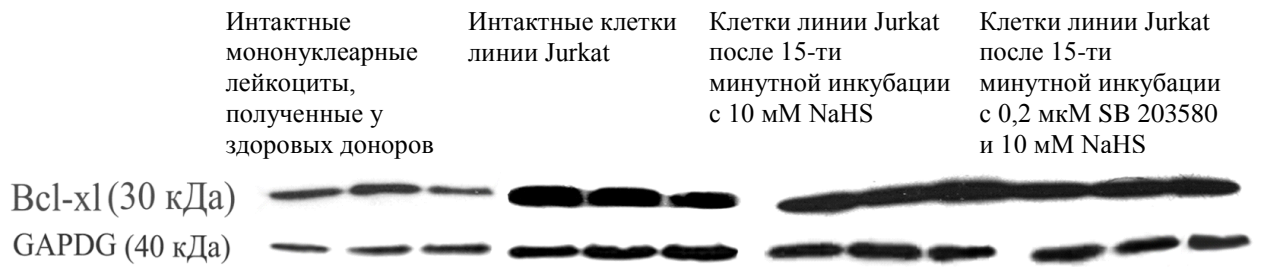 Интактные
мононуклеарные
лейкоциты,
полученные у
здоровых доноров
Интактные клетки
линии Jurkat
Клетки линии Jurkat
после 15-ти
минутной инкубации
с 10 мМ NaHS
Клетки линии Jurkat
после 15-ти
минутной инкубации
с 0,2 мкМ SB 203580
и 10 мМ NaHS
Bcl-xl (30 кДа)
GAPDG (40 кДа)